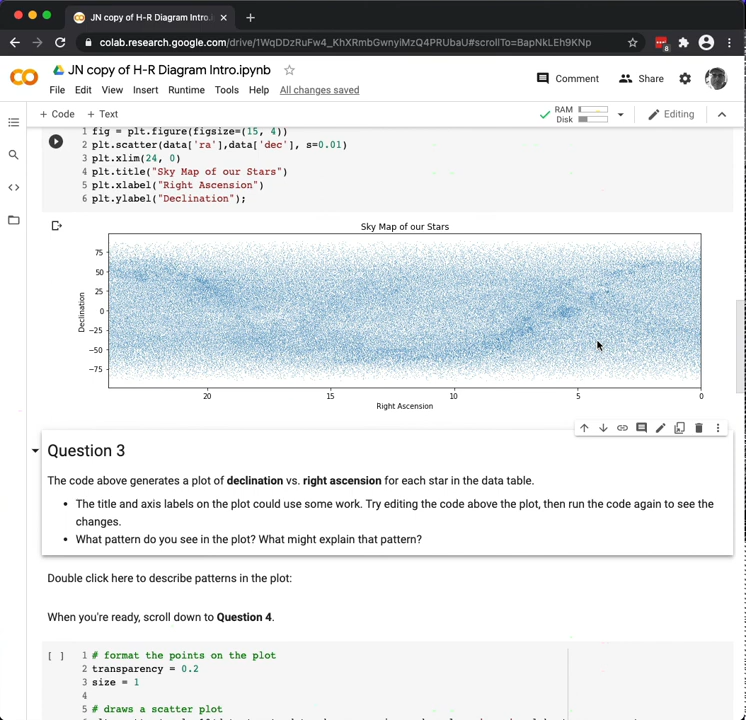 JN copy of H-R Diagram Intro.i
colab.research.google.com/drive/1WqDDzRuFw4_KhXRmbGwnyiMzQ4PRUbaU#scrollTo=BapNkLEh9KNp
8
CO
JN copy of H-R Diagram Intro.ipynb
Comment
Share
File Edit View Insert Runtime Tools Help All changes saved
+ Code + Text
RAM
Disk
Editing
1 fig = plt.figure(figsize=(15, 4))
2 plt.scatter(data['ra'],data['dec'], s=0.01)
3 plt.xlim(24, 0)
4 plt.title("Sky Map of our Stars")
5 plt.xlabel("Right Ascension")
6 plt.ylabel("Declination");
Sky Map of our Stars
75
50
25
0
−25
−50
−75
Declination
20 15 10 5 0
Right Ascension
Question 3
The code above generates a plot of declination vs. right ascension for each star in the data table.
• The title and axis labels on the plot could use some work. Try editing the code above the plot, then run the code again to see the
changes.
• What pattern do you see in the plot? What might explain that pattern?
Double click here to describe patterns in the plot:
When you're ready, scroll down to Question 4.
[ ] 1 # format the points on the plot
2 transparency = 0.2
3 size = 1
4
5 # draws a scatter plot